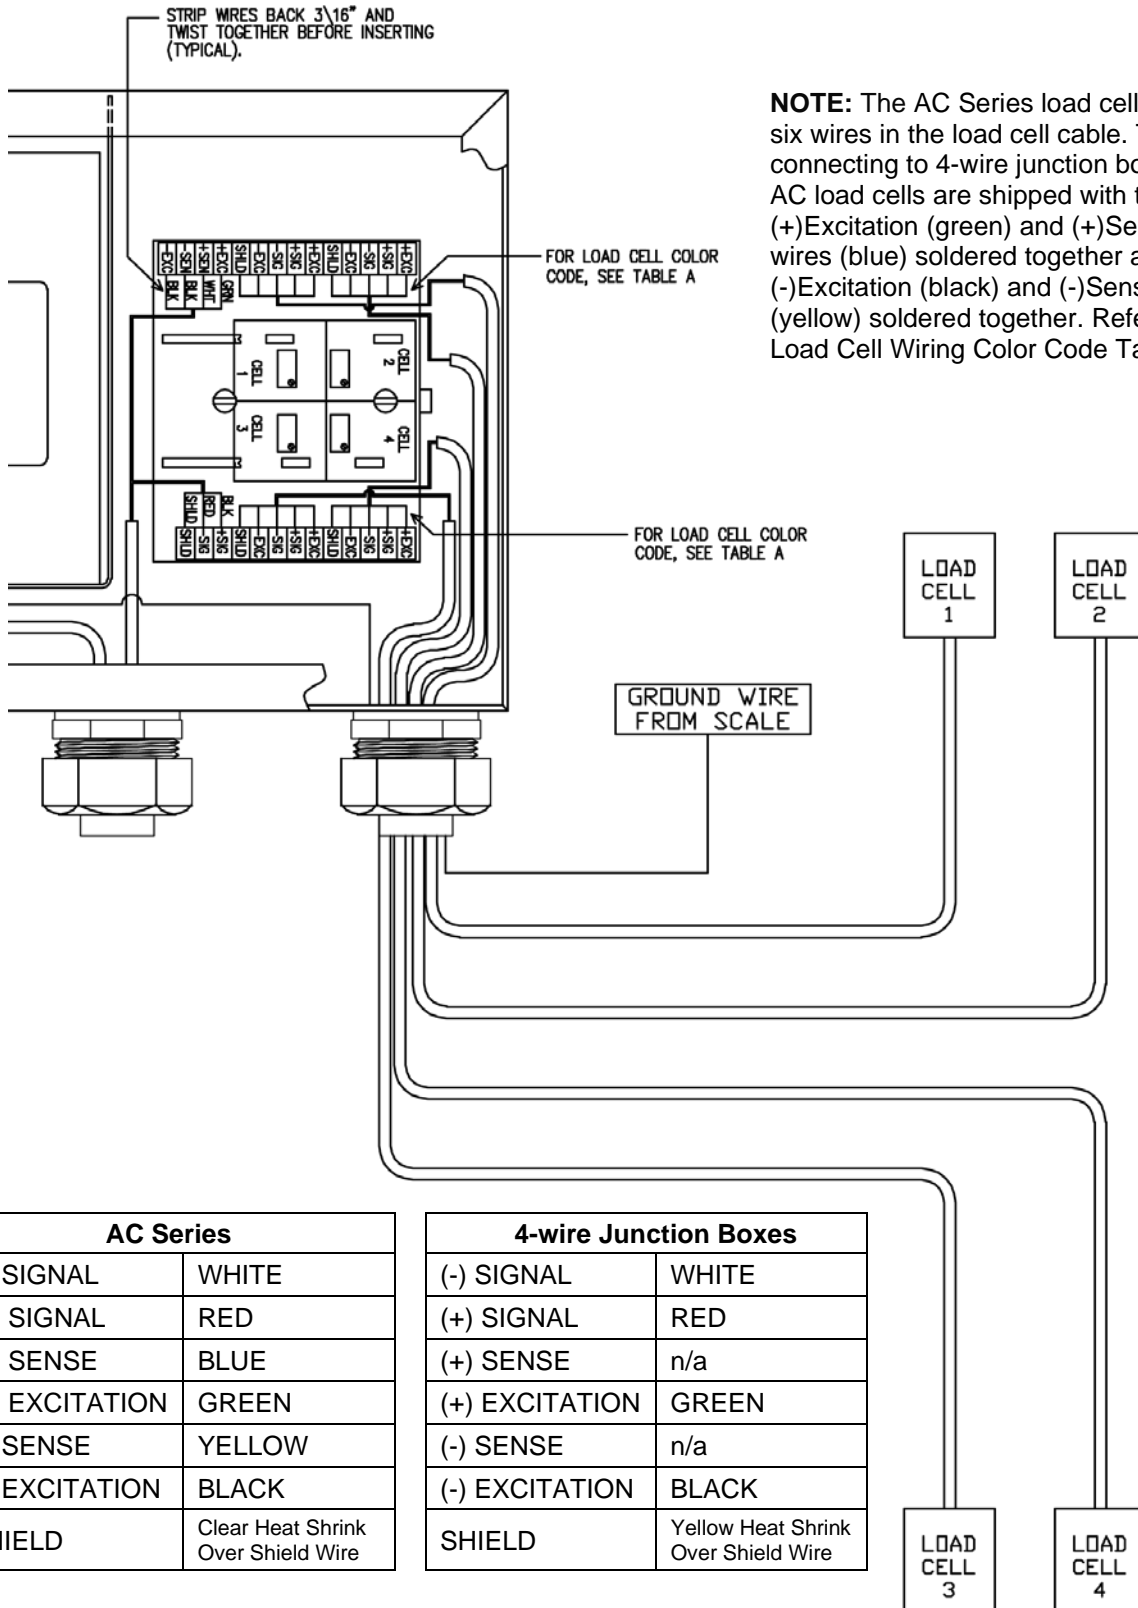 STRIP WIRES BACK 3\16" AND
TWIST TOGETHER BEFORE INSERTING
(TYPICAL).
NOTE: The AC Series load cell
six wires in the load cell cable.
connecting to 4-wire junction
AC load cells are shipped with
(+)Excitation (green) and
wires (blue) soldered together
(-)Excitation (black) and
(yellow) soldered together.
Load Cell Wiring Color Code
-EXC
-SEN
+SEN
+EXC
SHLD
-EXC
-SIG
+SIG
+EXC
SHLD
-EXC
-SIG
+SIG
+EXC
BLK
BLK
WHT
GRN
FOR LOAD CELL COLOR
CODE, SEE TABLE A
CELL
1
CELL
2
CELL
3
CELL
4
SHLD
RED
BLK
SHLD
-SIG
+SIG
SHLD
-EXC
-SIG
+SIG
+EXC
SHLD
-EXC
-SIG
+SIG
+EXC
FOR LOAD CELL COLOR
CODE, SEE TABLE A
LOAD
CELL
1
LOAD
CELL
2
GROUND WIRE
FROM SCALE
AC Series
SIGNAL WHITE
SIGNAL RED
SENSE BLUE
EXCITATION GREEN
SENSE YELLOW
EXCITATION BLACK
Clear Heat Shrink
Over Shield Wire
4-wire Junction Boxes
(-) SIGNAL WHITE
(+) SIGNAL RED
(+) SENSE n/a
(+) EXCITATION GREEN
(-) SENSE n/a
(-) EXCITATION BLACK
SHIELD Yellow Heat Shrink
Over Shield Wire
LOAD
CELL
3
LOAD
CELL
4